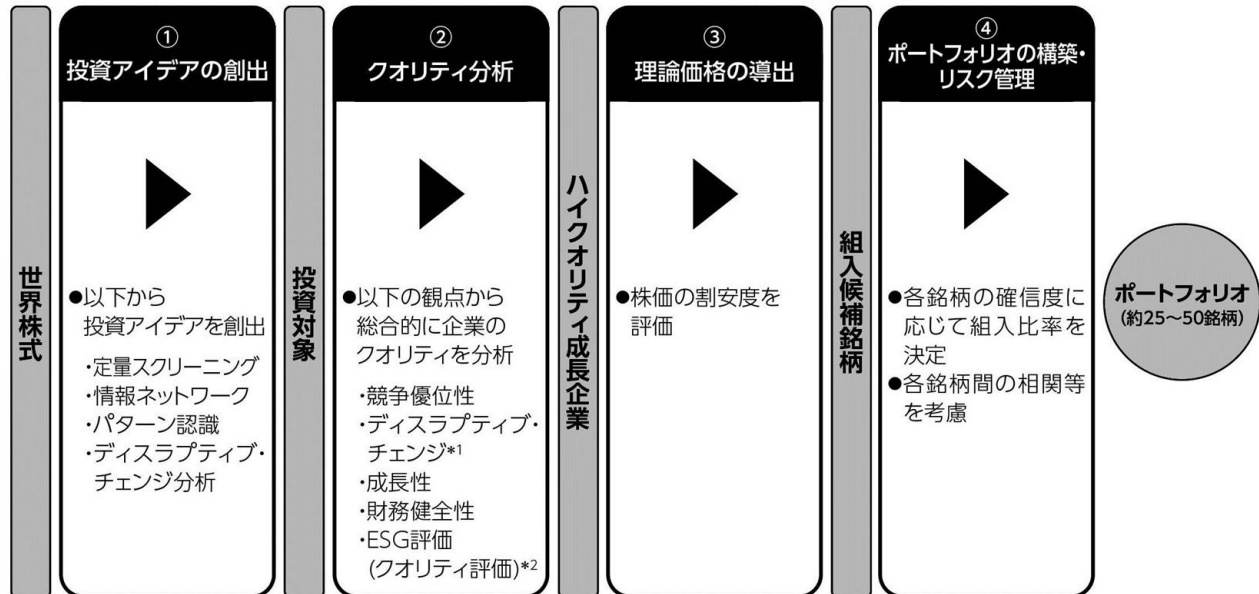 世界株式
①
投資アイデアの創出
●以下から
投資アイデアを創出
・定量スクリーニング
・情報ネットワーク
・パターン認識
・ディスラプティブ・
チェンジ分析
投資対象
②
クオリティ分析
●以下の観点から
総合的に企業の
クオリティを分析
・競争優位性
・ディスラプティブ・
チェンジ*1
・成長性
・財務健全性
・ESG評価
(クオリティ評価)*2
ハイクオリティ成長企業
③
理論価格の導出
●株価の割安度を
評価
組入候補銘柄
④
ポートフォリオの構築・
リスク管理
●各銘柄の確信度に
応じて組入比率を
決定
●各銘柄間の相関等
を考慮
ポートフォリオ
(約25～50銘柄)